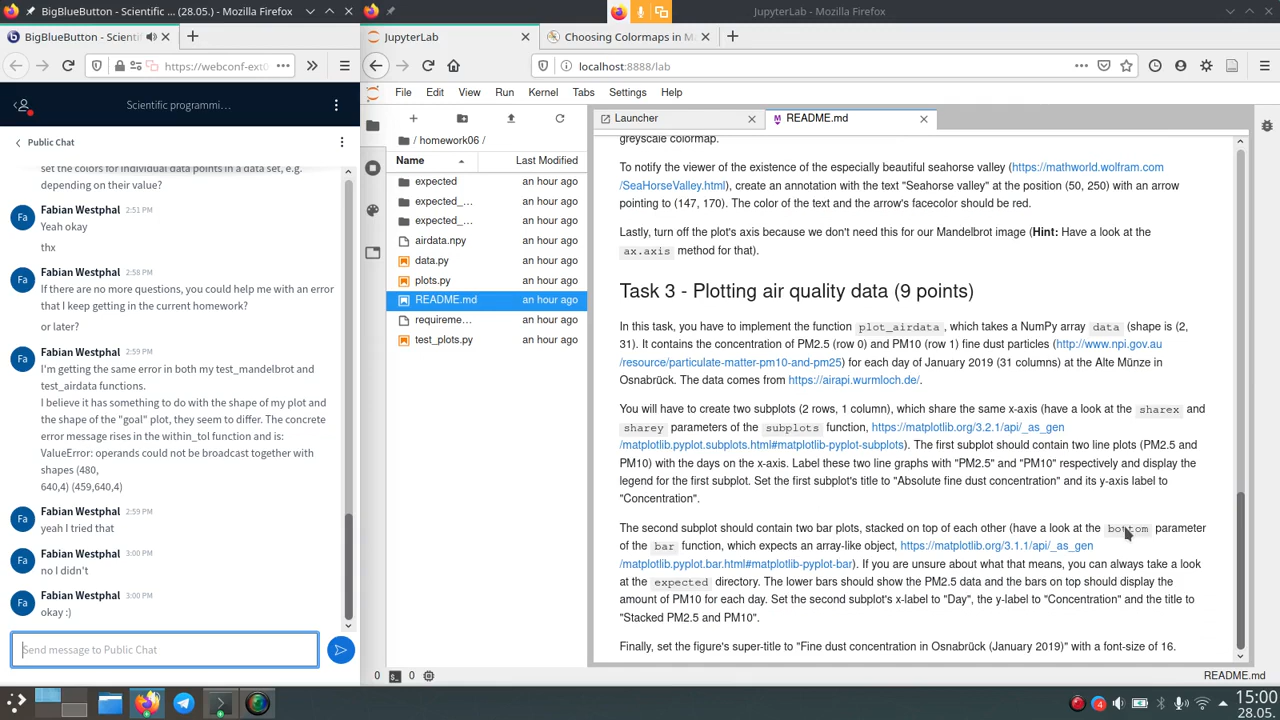 BigBlueButton - Scientific ... (28.05.) - Mozilla Firefox
JupyterLab - Mozilla Firefox
BigBlueButton - Scienti
JupyterLab
Choosing Colormaps in M
https://webconf-ext0
localhost:8888/lab
Scientific programmi...
Public Chat
set the colors for individual data points in a data set, e.g.
depending on their value?
Fabian Westphal 2:51 PM
Fa
Yeah okay
thx
Fabian Westphal 2:58 PM
Fa
If there are no more questions, you could help me with an error
that I keep getting in the current homework?
or later?
Fabian Westphal 2:59 PM
Fa
I'm getting the same error in both my test_mandelbrot and
test_airdata functions.
I believe it has something to do with the shape of my plot and
the shape of the "goal" plot, they seem to differ. The concrete
error message rises in the within_tol function and is:
ValueError: operands could not be broadcast together with
shapes (480,
640,4) (459,640,4)
Fabian Westphal 2:59 PM
Fa
yeah I tried that
Fabian Westphal 3:00 PM
Fa
no I didn't
Fabian Westphal 3:00 PM
Fa
okay :)
Send message to Public Chat
File Edit View Run Kernel Tabs Settings Help
/ homework06 /
Name Last Modified
expected an hour ago
expected_... an hour ago
expected_... an hour ago
airdata.npy an hour ago
data.py an hour ago
plots.py an hour ago
README.md an hour ago
requireme... an hour ago
test_plots.py an hour ago
Launcher
README.md
greyscale colormap.
To notify the viewer of the existence of the especially beautiful seahorse valley (https://mathworld.wolfram.com
/SeaHorseValley.html), create an annotation with the text "Seahorse valley" at the position (50, 250) with an arrow
pointing to (147, 170). The color of the text and the arrow's facecolor should be red.
Lastly, turn off the plot's axis because we don't need this for our Mandelbrot image (Hint: Have a look at the
ax.axis method for that).
Task 3 - Plotting air quality data (9 points)
In this task, you have to implement the function plot_airdata, which takes a NumPy array data (shape is (2,
31). It contains the concentration of PM2.5 (row 0) and PM10 (row 1) fine dust particles (http://www.npi.gov.au
/resource/particulate-matter-pm10-and-pm25) for each day of January 2019 (31 columns) at the Alte Münze in
Osnabrück. The data comes from https://airapi.wurmloch.de/.
You will have to create two subplots (2 rows, 1 column), which share the same x-axis (have a look at the sharex and
sharey parameters of the subplots function, https://matplotlib.org/3.2.1/api/_as_gen
/matplotlib.pyplot.subplots.html#matplotlib-pyplot-subplots). The first subplot should contain two line plots (PM2.5 and
PM10) with the days on the x-axis. Label these two line graphs with "PM2.5" and "PM10" respectively and display the
legend for the first subplot. Set the first subplot's title to "Absolute fine dust concentration" and its y-axis label to
"Concentration".
The second subplot should contain two bar plots, stacked on top of each other (have a look at the bottom parameter
of the bar function, which expects an array-like object, https://matplotlib.org/3.1.1/api/_as_gen
/matplotlib.pyplot.bar.html#matplotlib-pyplot-bar). If you are unsure about what that means, you can always take a look
at the expected directory. The lower bars should show the PM2.5 data and the bars on top should display the
amount of PM10 for each day. Set the second subplot's x-label to "Day", the y-label to "Concentration" and the title to
"Stacked PM2.5 and PM10".
Finally, set the figure's super-title to "Fine dust concentration in Osnabrück (January 2019)" with a font-size of 16.
0 0
README.md
4
15:00
28.05.